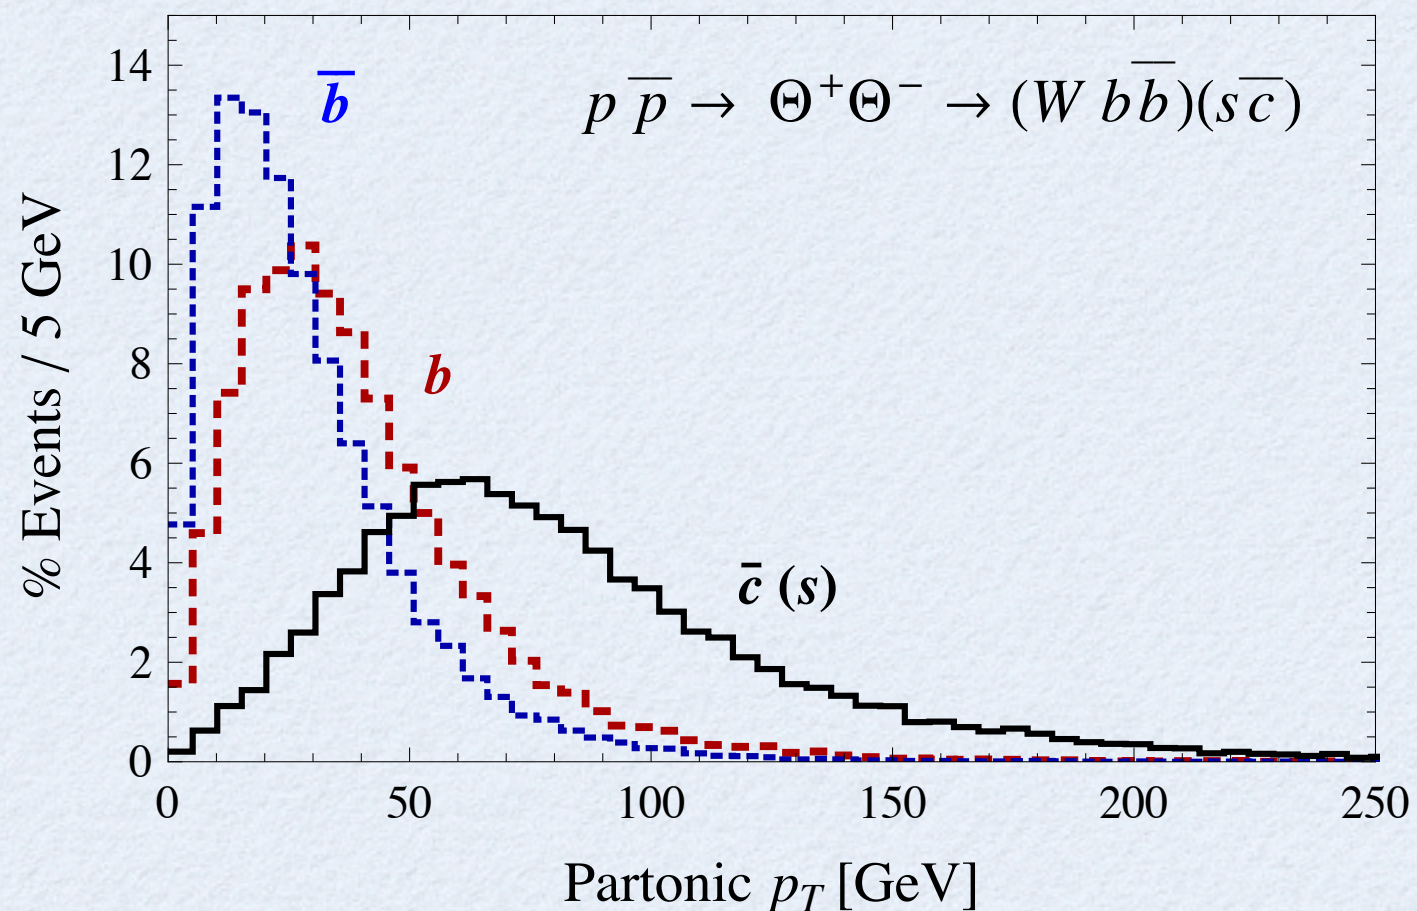 % Events / 5 GeV
14
12
10
8
6
4
2
0
b̅
p p̅ → Θ⁺Θ⁻ → (W b b̅)(s c̅)
b
c̅ (s)
0 50 100 150 200 250
Partonic p_T [GeV]